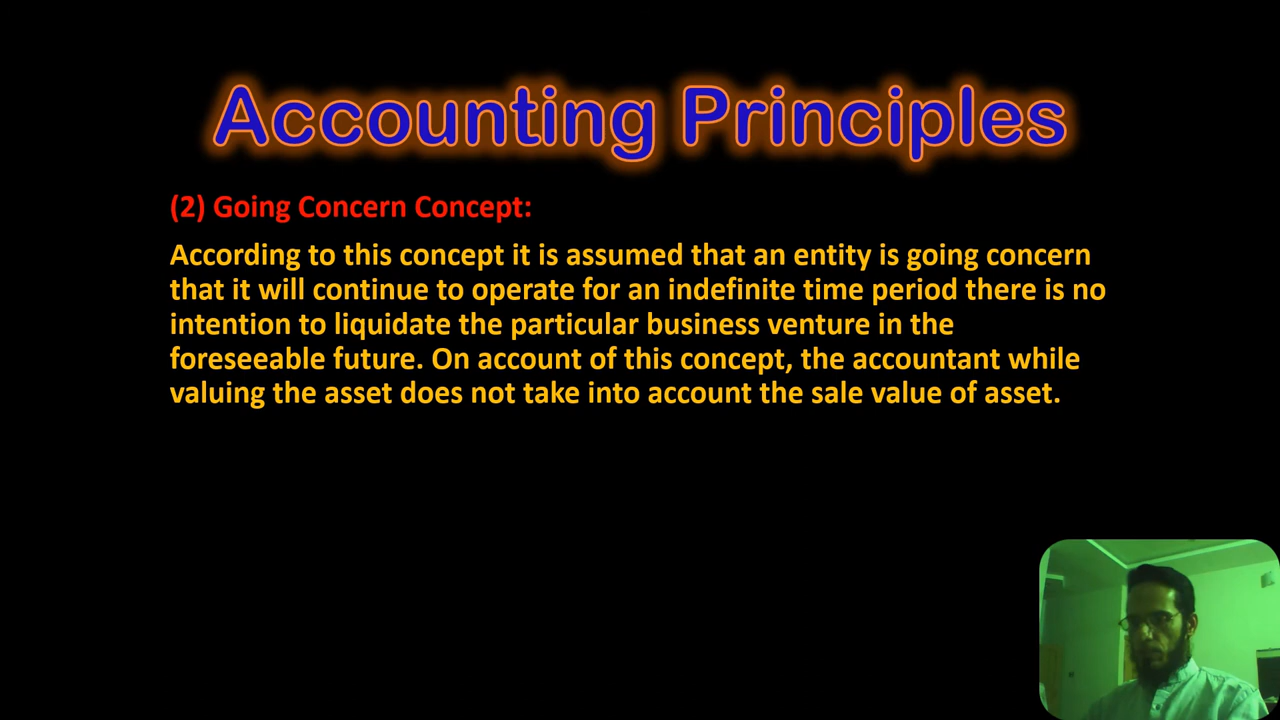 Accounting Principles
(2) Going Concern Concept:
According to this concept it is assumed that an entity is going concern
that it will continue to operate for an indefinite time period there is no
intention to liquidate the particular business venture in the
foreseeable future. On account of this concept, the accountant while
valuing the asset does not take into account the sale value of asset.